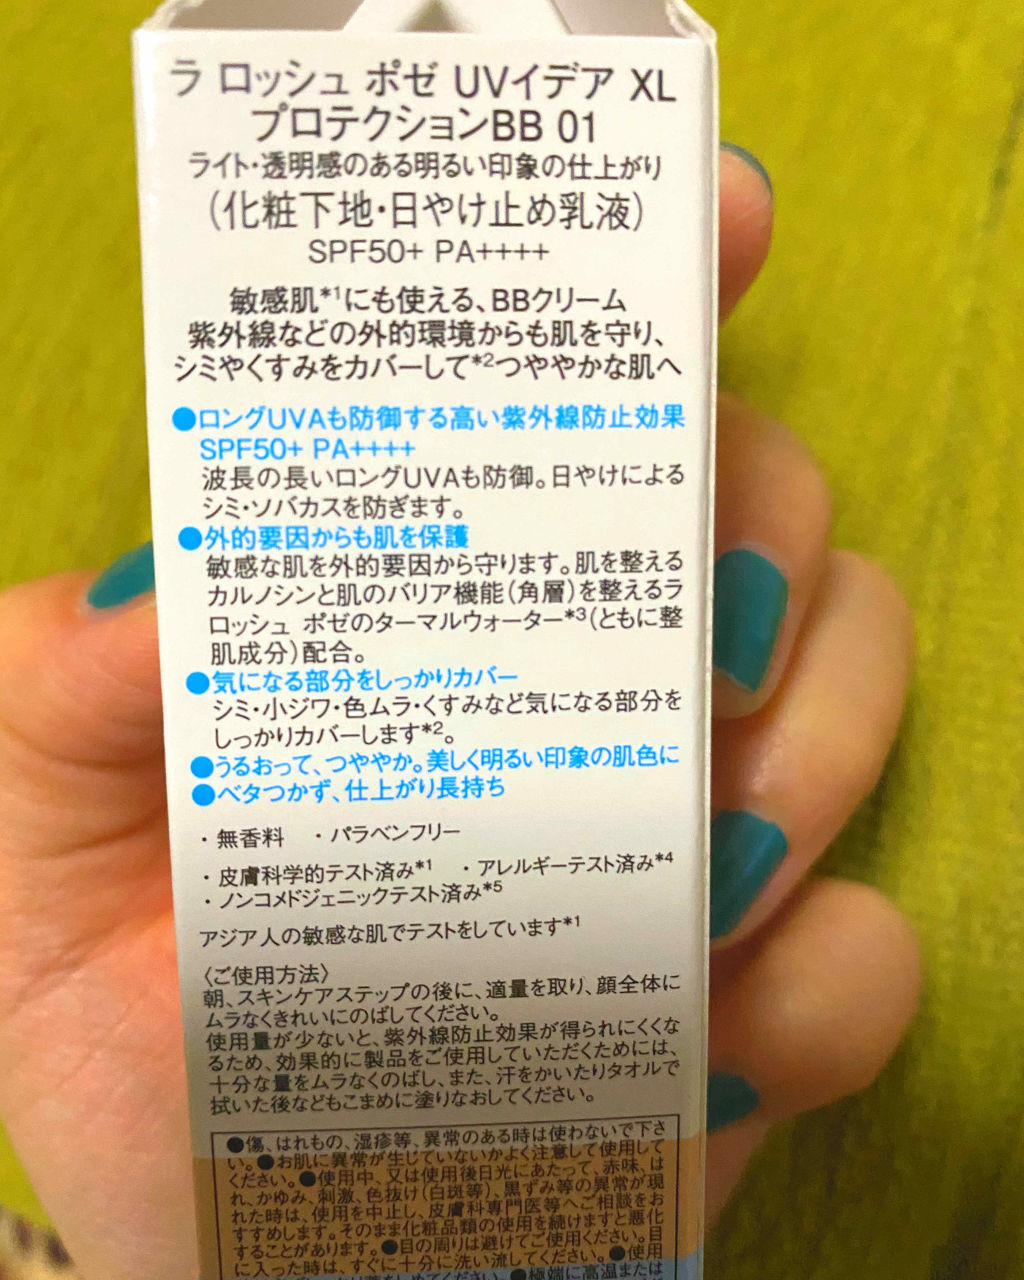 ラ ロッシュ ポゼ UVイデア XL
プロテクションBB 01
ライト・透明感のある明るい印象の仕上がり
(化粧下地・日やけ止め乳液)
SPF50+ PA++++
敏感肌*1にも使える、BBクリーム
紫外線などの外的環境からも肌を守り、
シミやくすみをカバーして*2つややかな肌へ
●ロングUVAも防御する高い紫外線防止効果
SPF50+ PA++++
波長の長いロングUVAも防御。日やけによる
シミ・ソバカスを防ぎます。
●外的要因からも肌を保護
敏感な肌を外的要因から守ります。肌を整える
カルノシンと肌のバリア機能(角層)を整えるラ
ロッシュ ポゼのターマルウォーター*3(ともに整
肌成分)配合。
●気になる部分をしっかりカバー
シミ・小ジワ・色ムラ・くすみなど気になる部分を
しっかりカバーします*2。
●うるおって、つややか。美しく明るい印象の肌色に
●ベタつかず、仕上がり長持ち
・無香料 ・パラベンフリー
・皮膚科学的テスト済み*1 ・アレルギーテスト済み*4
・ノンコメドジェニックテスト済み*5
アジア人の敏感な肌でテストをしています*1
〈ご使用方法〉
朝、スキンケアステップの後に、適量を取り、顔全体に
ムラなくきれいにのばしてください。
使用量が少ないと、紫外線防止効果が得られにくくな
るため、効果的に製品をご使用していただくためには、
十分な量をムラなくのばし、また、汗をかいたりタオルで
拭いた後などもこまめに塗りなおしてください。
●傷、はれもの、湿疹等、異常のある時は使わないで下さ
い。●お肌に異常が生じていないかよく注意して使用して
ください。●使用中、又は使用後日光にあたって、赤味、は
れ、かゆみ、刺激、色抜け(白斑等)、黒ずみ等の異常が現
れた時は、使用を中止し、皮膚科専門医等へご相談をお
すすめします。そのまま化粧品類の使用を続けますと悪化
することがあります。●目の周りは避けてご使用ください。目
に入った時は、すぐに十分に洗い流してください。●使用
●極端に高温または